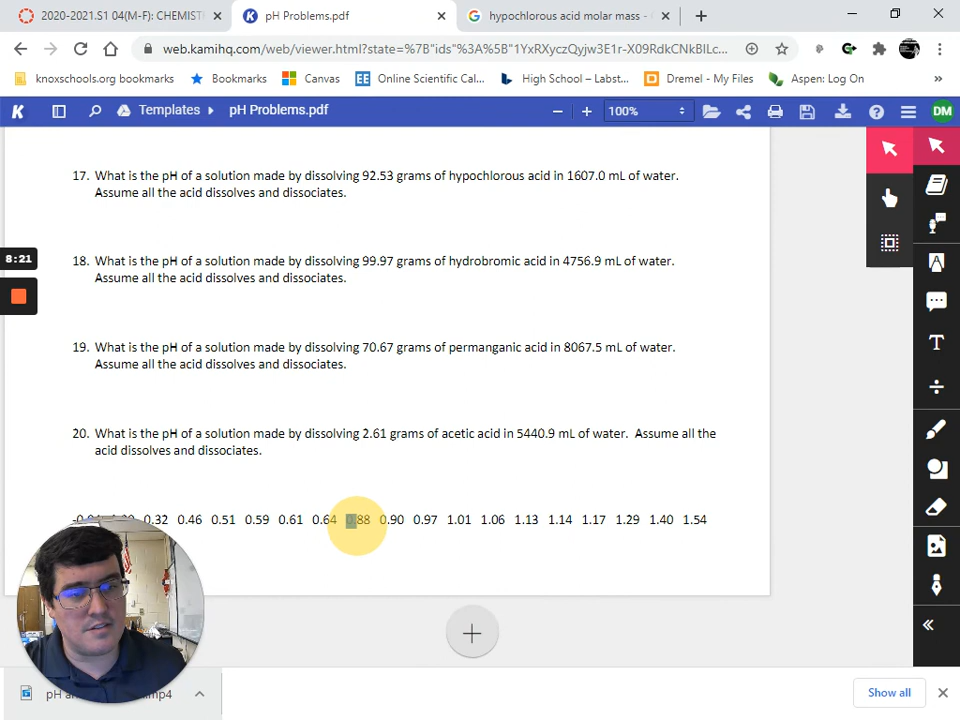 2020-2021.S1 04(M-F): CHEMIST
pH Problems.pdf
hypochlorous acid molar mass -
web.kamihq.com/web/viewer.html?state=%7B"ids"%3A%5B"1YxRXyczQyjw3E1r-X09RdkCNkBILc...
knoxschools.org bookmarks
Bookmarks
Canvas
Online Scientific Cal...
High School – Labst...
Dremel - My Files
Aspen: Log On
»
K
Templates
pH Problems.pdf
100%
DM
17. What is the pH of a solution made by dissolving 92.53 grams of hypochlorous acid in 1607.0 mL of water.
Assume all the acid dissolves and dissociates.
8:21
18. What is the pH of a solution made by dissolving 99.97 grams of hydrobromic acid in 4756.9 mL of water.
Assume all the acid dissolves and dissociates.
19. What is the pH of a solution made by dissolving 70.67 grams of permanganic acid in 8067.5 mL of water.
Assume all the acid dissolves and dissociates.
20. What is the pH of a solution made by dissolving 2.61 grams of acetic acid in 5440.9 mL of water. Assume all the
acid dissolves and dissociates.
0.32 0.46 0.51 0.59 0.61 0.64 0.88 0.90 0.97 1.01 1.06 1.13 1.14 1.17 1.29 1.40 1.54
pH
.mp4
Show all